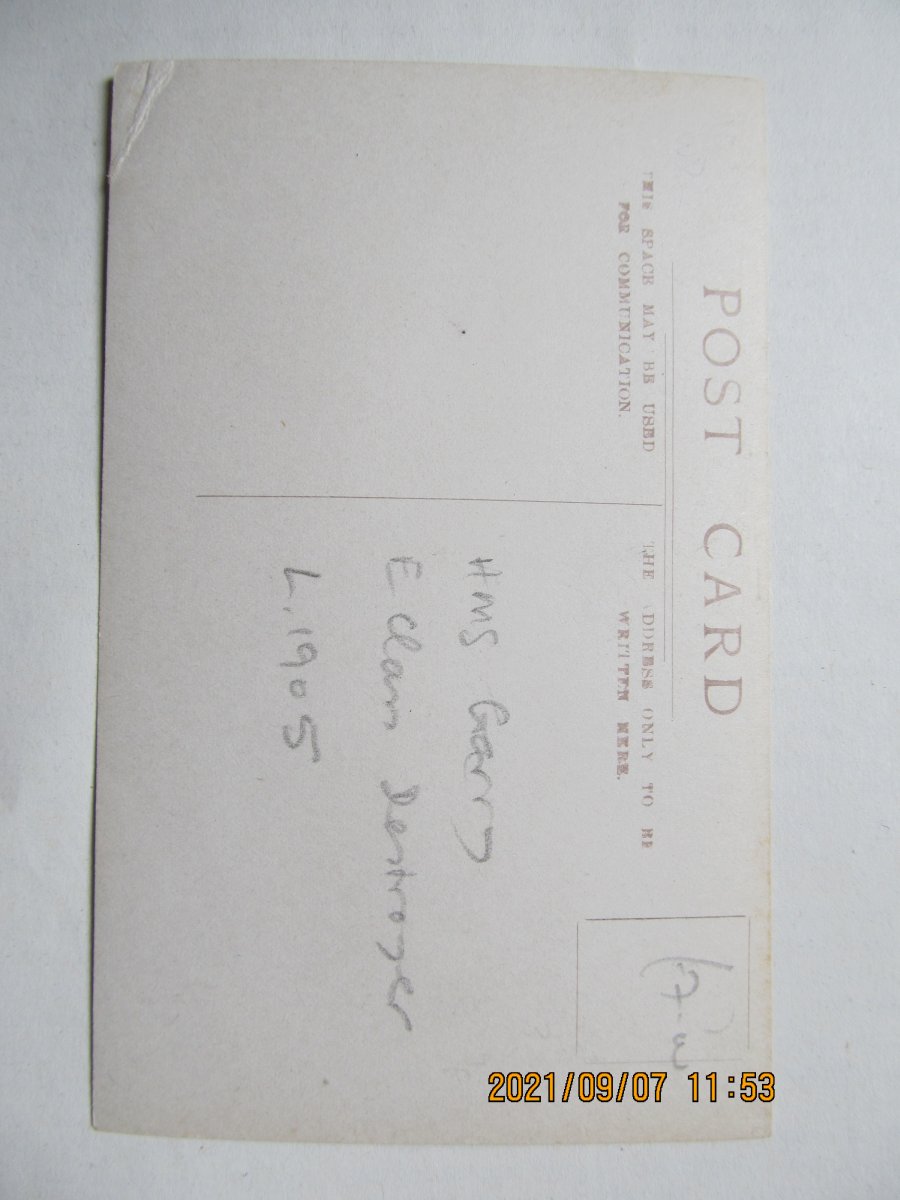 POST CARD
THIS SPACE MAY BE USED
FOR COMMUNICATION.
THE ADDRESS ONLY TO BE
WRITTEN HERE.
HMS Garry
E Class Destroyer
L. 1905
2021/09/07 11:53